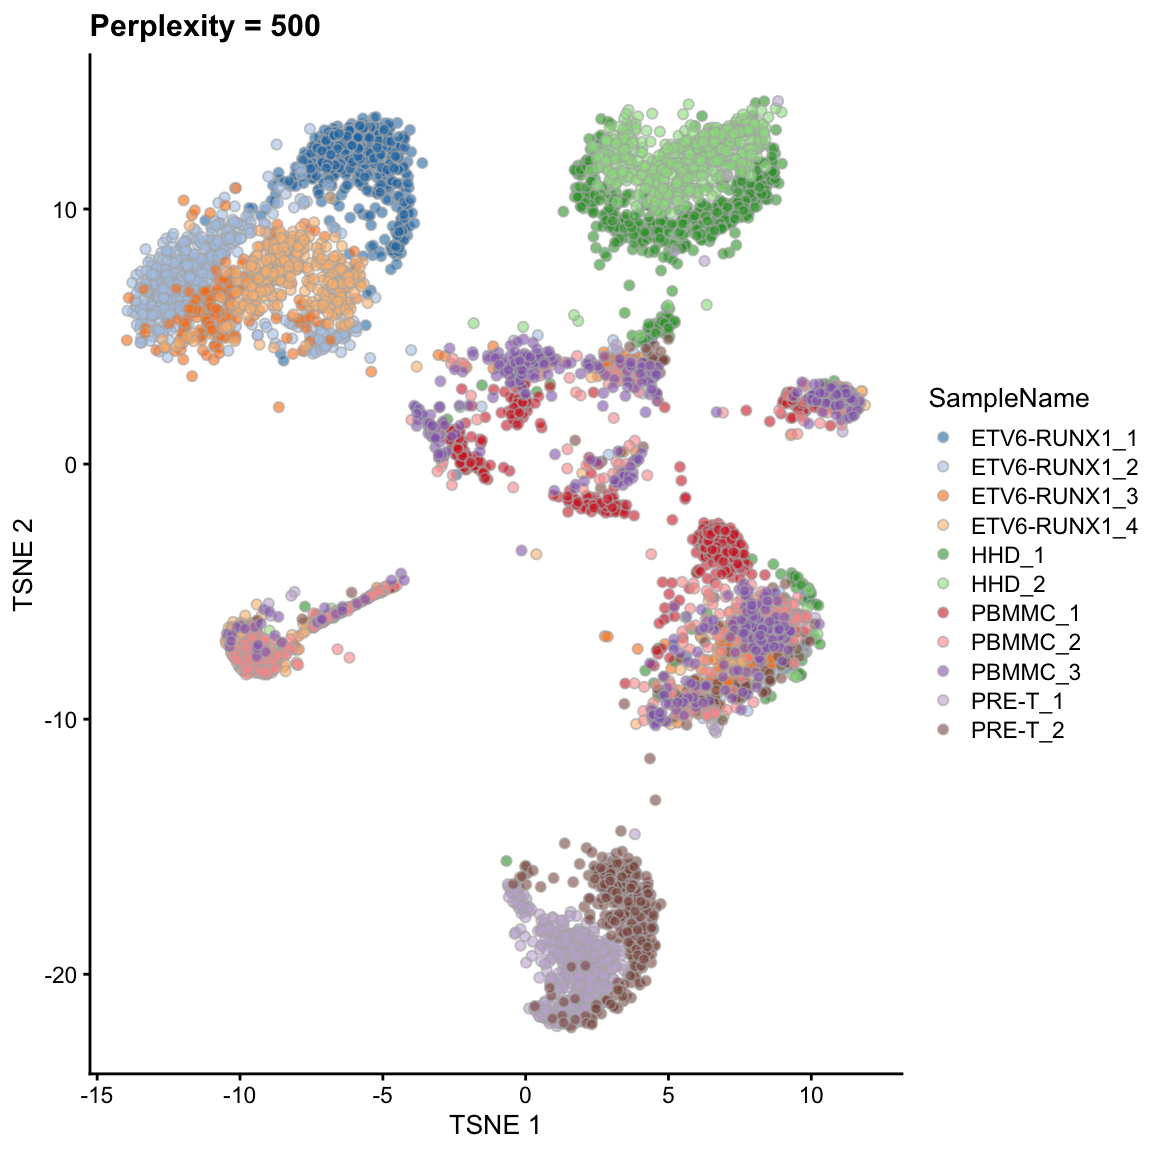 Perplexity = 500
10
0
-10
-20
TSNE 2
-15
-10
-5
0
5
10
TSNE 1
SampleName
ETV6-RUNX1_1
ETV6-RUNX1_2
ETV6-RUNX1_3
ETV6-RUNX1_4
HHD_1
HHD_2
PBMMC_1
PBMMC_2
PBMMC_3
PRE-T_1
PRE-T_2